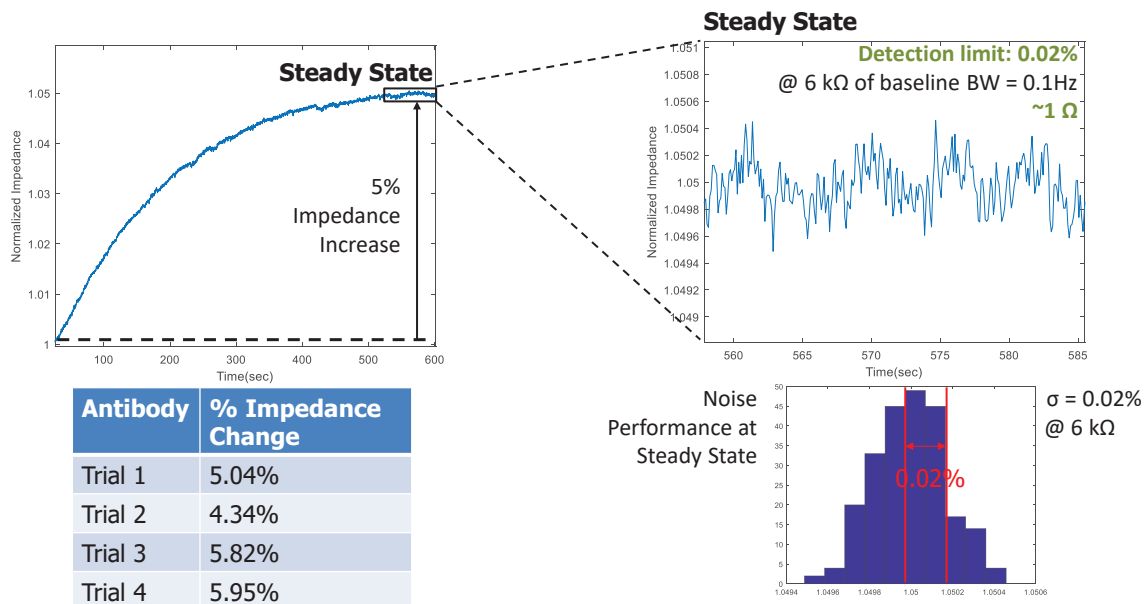 Steady State
Normalized Impedance
1.05
1.04
1.03
1.02
1.01
1
5%
Impedance
Increase
100
200
300
400
500
600
Time(sec)
Steady State
Detection limit: 0.02%
@ 6 kΩ of baseline BW = 0.1Hz
~1 Ω
Normalized Impedance
1.051
1.0508
1.0506
1.0504
1.0502
1.05
1.0498
1.0496
1.0494
1.0492
1.049
560
565
570
575
580
585
Time(sec)
Antibody
% Impedance
Change
Trial 1
5.04%
Trial 2
4.34%
Trial 3
5.82%
Trial 4
5.95%
Noise
Performance at
Steady State
50
45
40
35
30
25
20
15
10
5
0
0.02%
1.0494
1.0496
1.0498
1.05
1.0502
1.0504
1.0506
σ = 0.02%
@ 6 kΩ